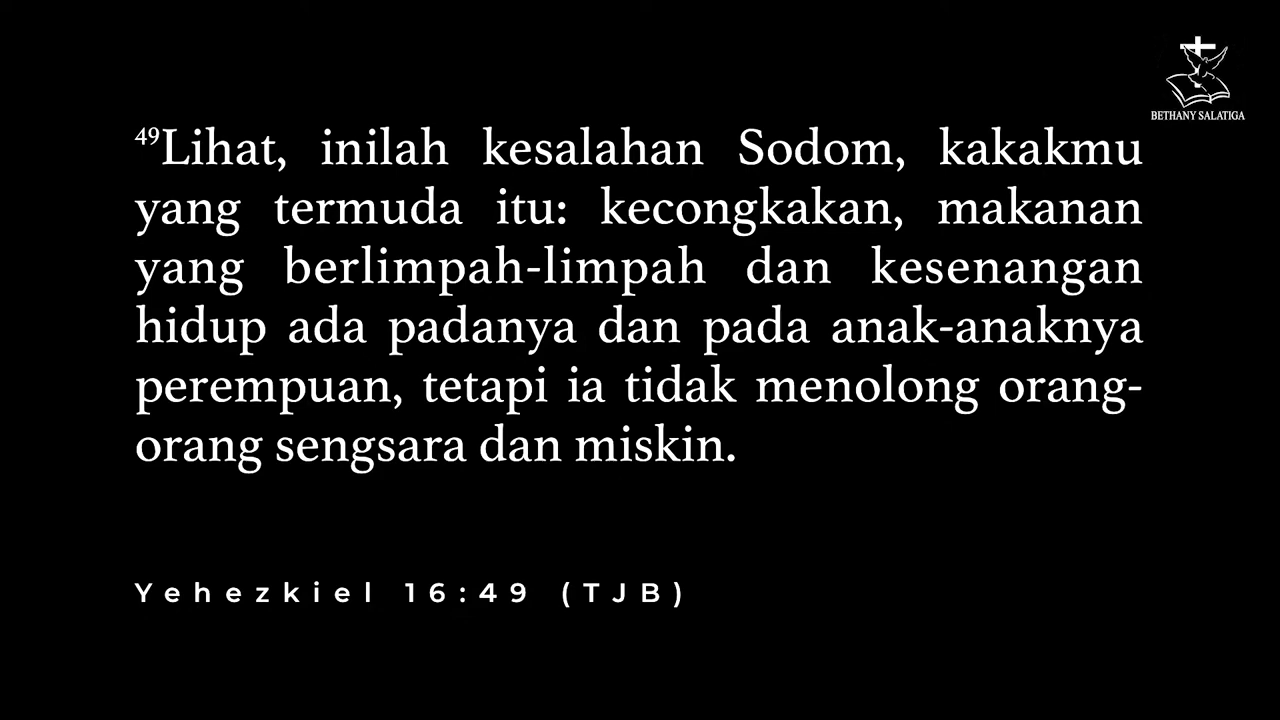 BETHANY SALATIGA
49Lihat, inilah kesalahan Sodom, kakakmu
yang termuda itu: kecongkakan, makanan
yang berlimpah-limpah dan kesenangan
hidup ada padanya dan pada anak-anaknya
perempuan, tetapi ia tidak menolong orang-
orang sengsara dan miskin.
Yehezkiel 16:49 (TJB)